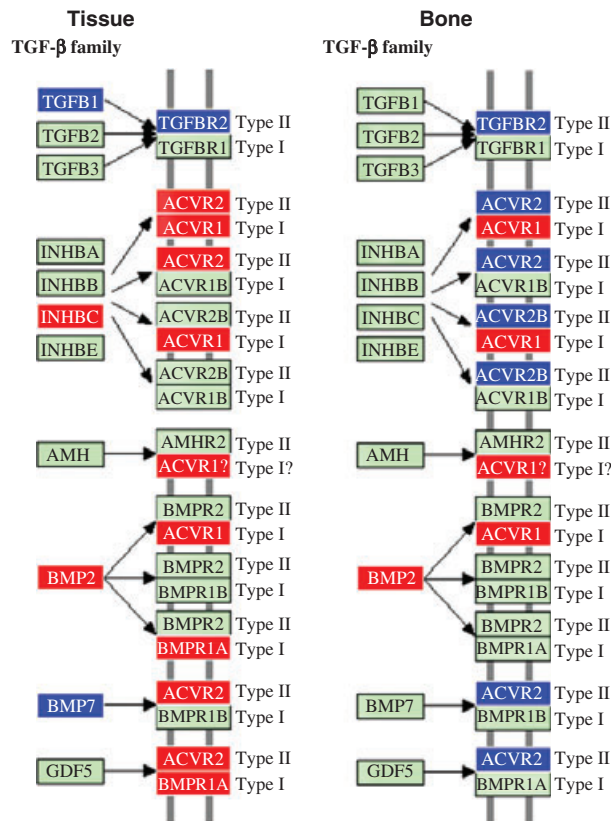 Tissue
TGF-β family
TGFB1
TGFB2
TGFB3
TGFBR2 Type II
TGFBR1 Type I
INHBA
INHBB
INHBC
INHBE
ACVR2 Type II
ACVR1 Type I
ACVR2 Type II
ACVR1B Type I
ACVR2B Type II
ACVR1 Type I
ACVR2B Type II
ACVR1B Type I
AMH
AMHR2 Type II
ACVR1? Type I?
BMP2
BMPR2 Type II
ACVR1 Type I
BMPR2 Type II
BMPR1B Type I
BMPR2 Type II
BMPR1A Type I
BMP7
ACVR2 Type II
BMPR1B Type I
GDF5
ACVR2 Type II
BMPR1A Type I
Bone
TGF-β family
TGFB1
TGFB2
TGFB3
TGFBR2 Type II
TGFBR1 Type I
INHBA
INHBB
INHBC
INHBE
ACVR2 Type II
ACVR1 Type I
ACVR2 Type II
ACVR1B Type I
ACVR2B Type II
ACVR1 Type I
ACVR2B Type II
ACVR1B Type I
AMH
AMHR2 Type II
ACVR1? Type I?
BMP2
BMPR2 Type II
ACVR1 Type I
BMPR2 Type II
BMPR1B Type I
BMPR2 Type II
BMPR1A Type I
BMP7
ACVR2 Type II
BMPR1B Type I
GDF5
ACVR2 Type II
BMPR1A Type I